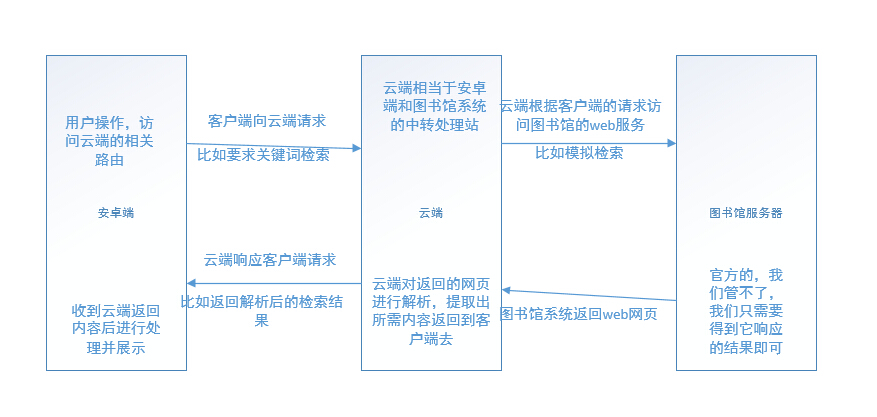 用户操作，访
问云端的相关
路由
安卓端
收到云端返回
内容后进行处
理并展示
客户端向云端请求
比如要求关键词检索
云端响应客户端请求
比如返回解析后的检索结
果
云端相当于安卓
端和图书馆系统
的中转处理站
云端
云端对返回的网页
进行解析，提取出
所需内容返回到客
户端去
云端根据客户端的请求访
问图书馆的web服务
比如模拟检索
图书馆系统返回web网页
图书馆服务器
官方的，我
们管不了，
我们只需要
得到它响应
的结果即可